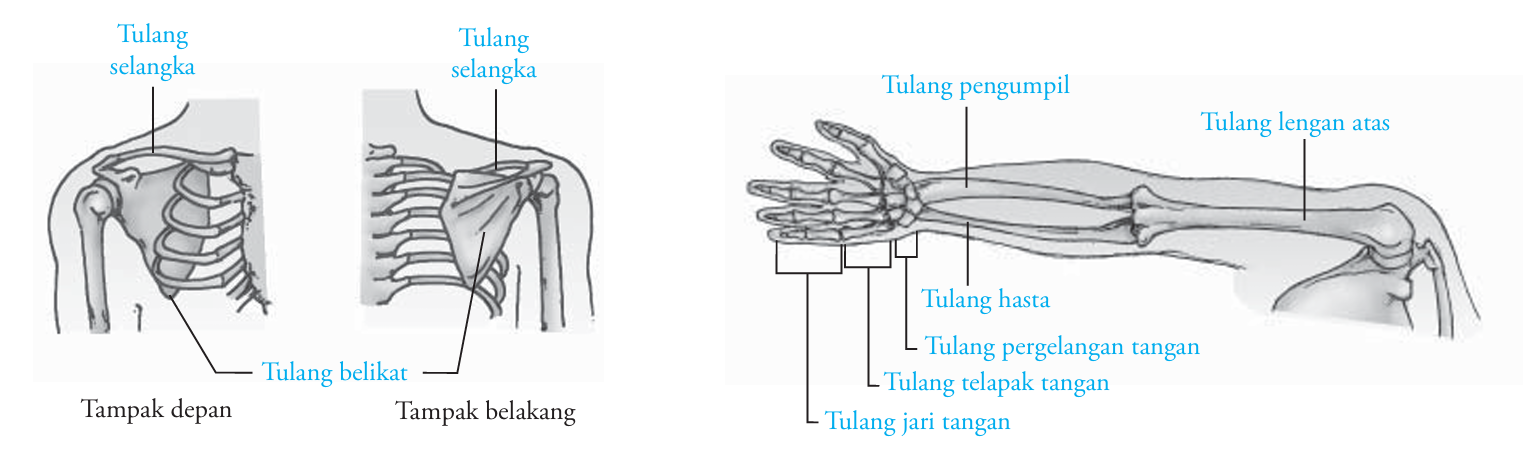 Tulang
selangka
Tulang
selangka
Tulang belikat
Tampak depan
Tampak belakang
Tulang pengumpil
Tulang lengan atas
Tulang hasta
Tulang pergelangan tangan
Tulang telapak tangan
Tulang jari tangan